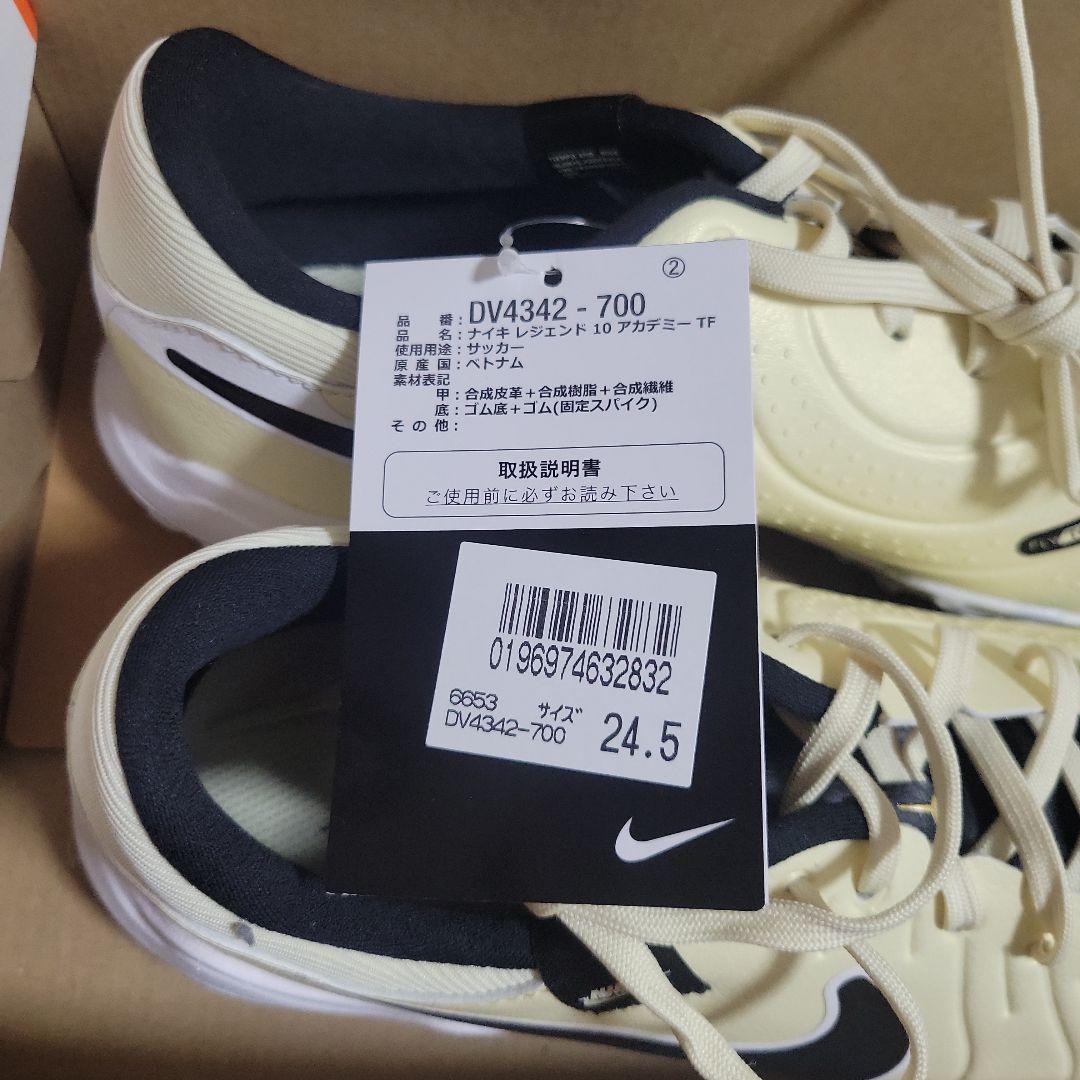 ②
品 番 : DV4342 - 700
品 名 : ナイキ レジェンド 10 アカデミー TF
使用用途 : サッカー
原 産 国 : ベトナム
素材表記
甲 : 合成皮革＋合成樹脂＋合成繊維
底 : ゴム底＋ゴム(固定スパイク)
そ の 他 :
取扱説明書
ご使用前に必ずお読み下さい
0196974632832
6653 サイズ
DV4342-700 24.5